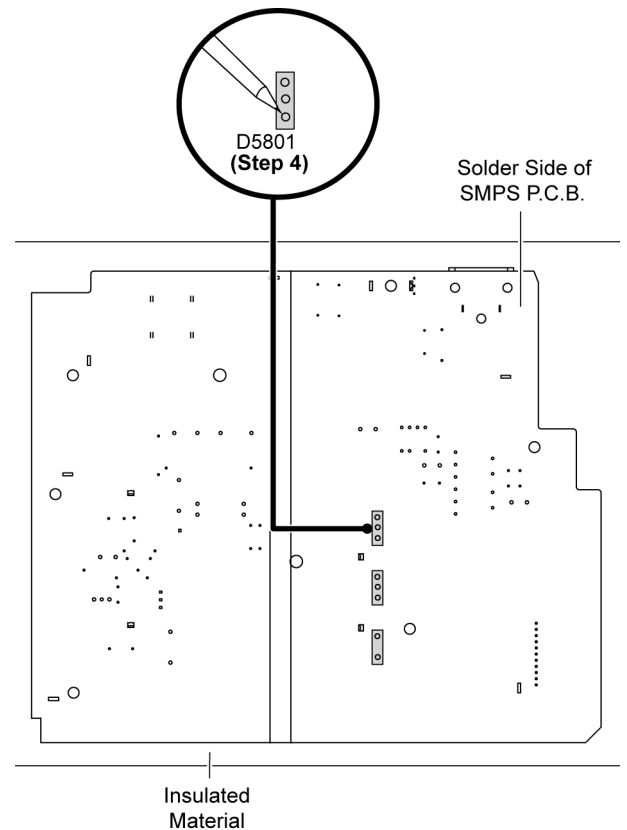 D5801
(Step 4)
Solder Side of
SMPS P.C.B.
Insulated
Material